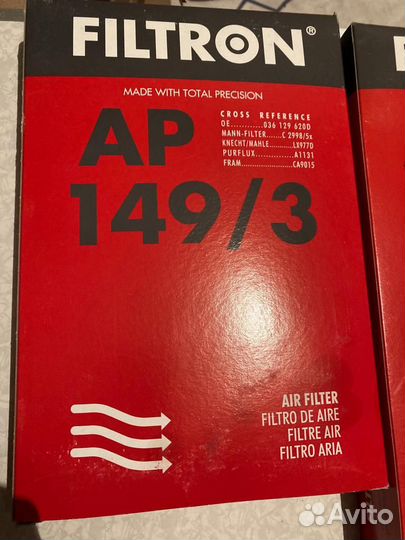 FILTRON®
MADE WITH TOTAL PRECISION
AP
149/3
CROSS REFERENCE
OE............036 129 620D
MANN-FILTER.......C 2998/5x
KNECHT/MAHLE.........LX977D
PURFLUX...............A1131
FRAM.......................CA9015
AIR FILTER
FILTRO DE AIRE
FILTRE AIR
FILTRO ARIA
Avito